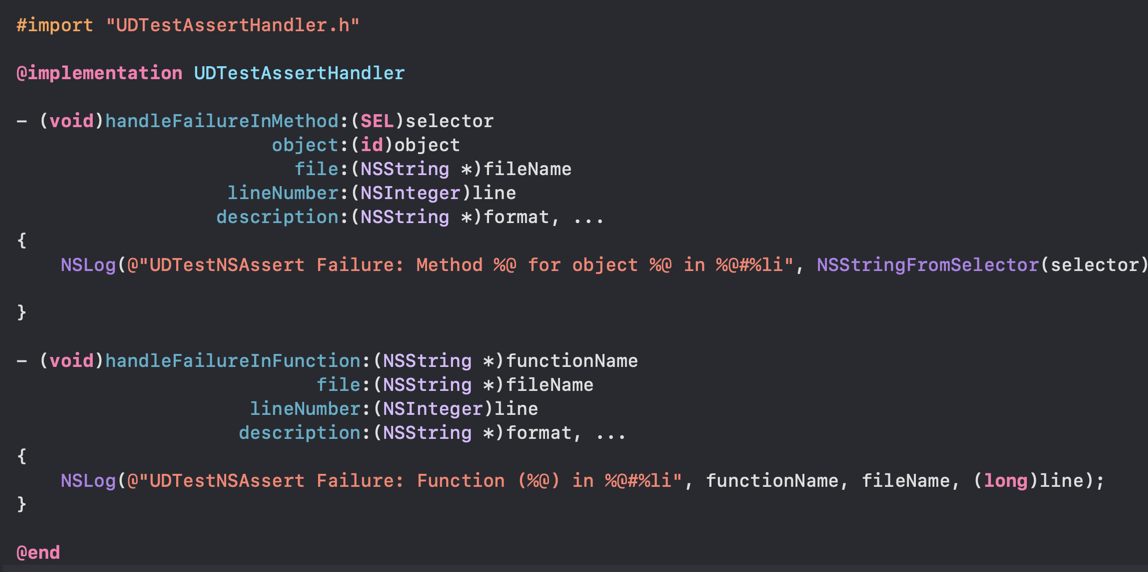 #import "UDTestAssertHandler.h"
@implementation UDTestAssertHandler
- (void)handleFailureInMethod:(SEL)selector
object:(id)object
file:(NSString *)fileName
lineNumber:(NSInteger)line
description:(NSString *)format, ...
{
NSLog(@"UDTestNSAssert Failure: Method %@ for object %@ in %@#%li", NSStringFromSelector(selector)
}
- (void)handleFailureInFunction:(NSString *)functionName
file:(NSString *)fileName
lineNumber:(NSInteger)line
description:(NSString *)format, ...
{
NSLog(@"UDTestNSAssert Failure: Function (%@) in %@#%li", functionName, fileName, (long)line);
}
@end